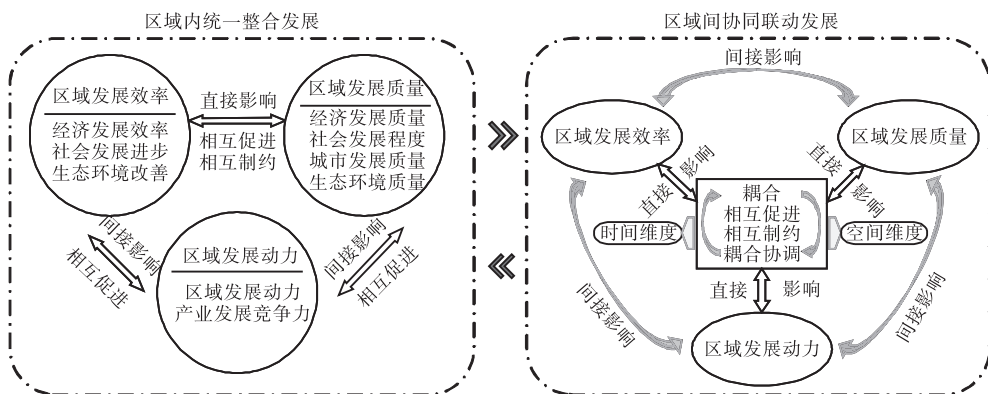 区域内统一整合发展
区域发展效率
经济发展效率
社会发展进步
生态环境改善
直接影响
相互促进
相互制约
区域发展质量
经济发展质量
社会发展程度
城市发展质量
生态环境质量
间接影响
相互促进
区域发展动力
区域发展动力
产业发展竞争力
间接影响
相互促进
区域间协同联动发展
间接影响
区域发展效率
区域发展质量
直接 影响
直接 影响
耦合
相互促进
相互制约
耦合协调
时间维度
空间维度
直接 影响
间接影响
间接影响
区域发展动力